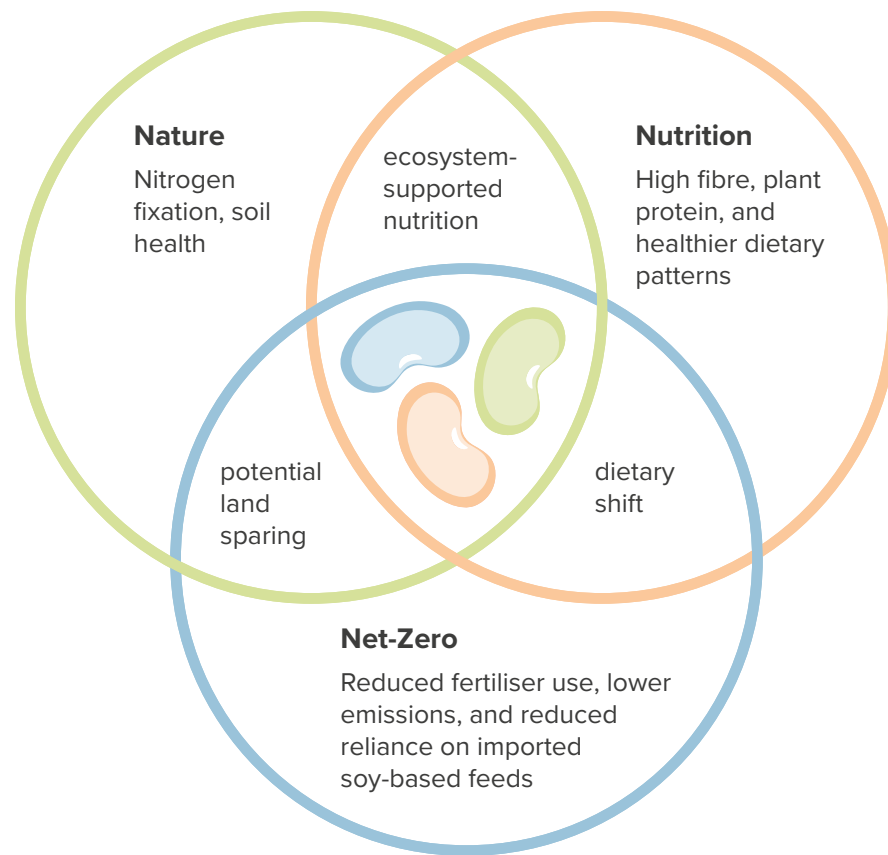 Nature
Nitrogen
fixation, soil
health
ecosystem-
supported
nutrition
Nutrition
High fibre, plant
protein, and
healthier dietary
patterns
potential
land
sparing
dietary
shift
Net-Zero
Reduced fertiliser use, lower
emissions, and reduced
reliance on imported
soy-based feeds